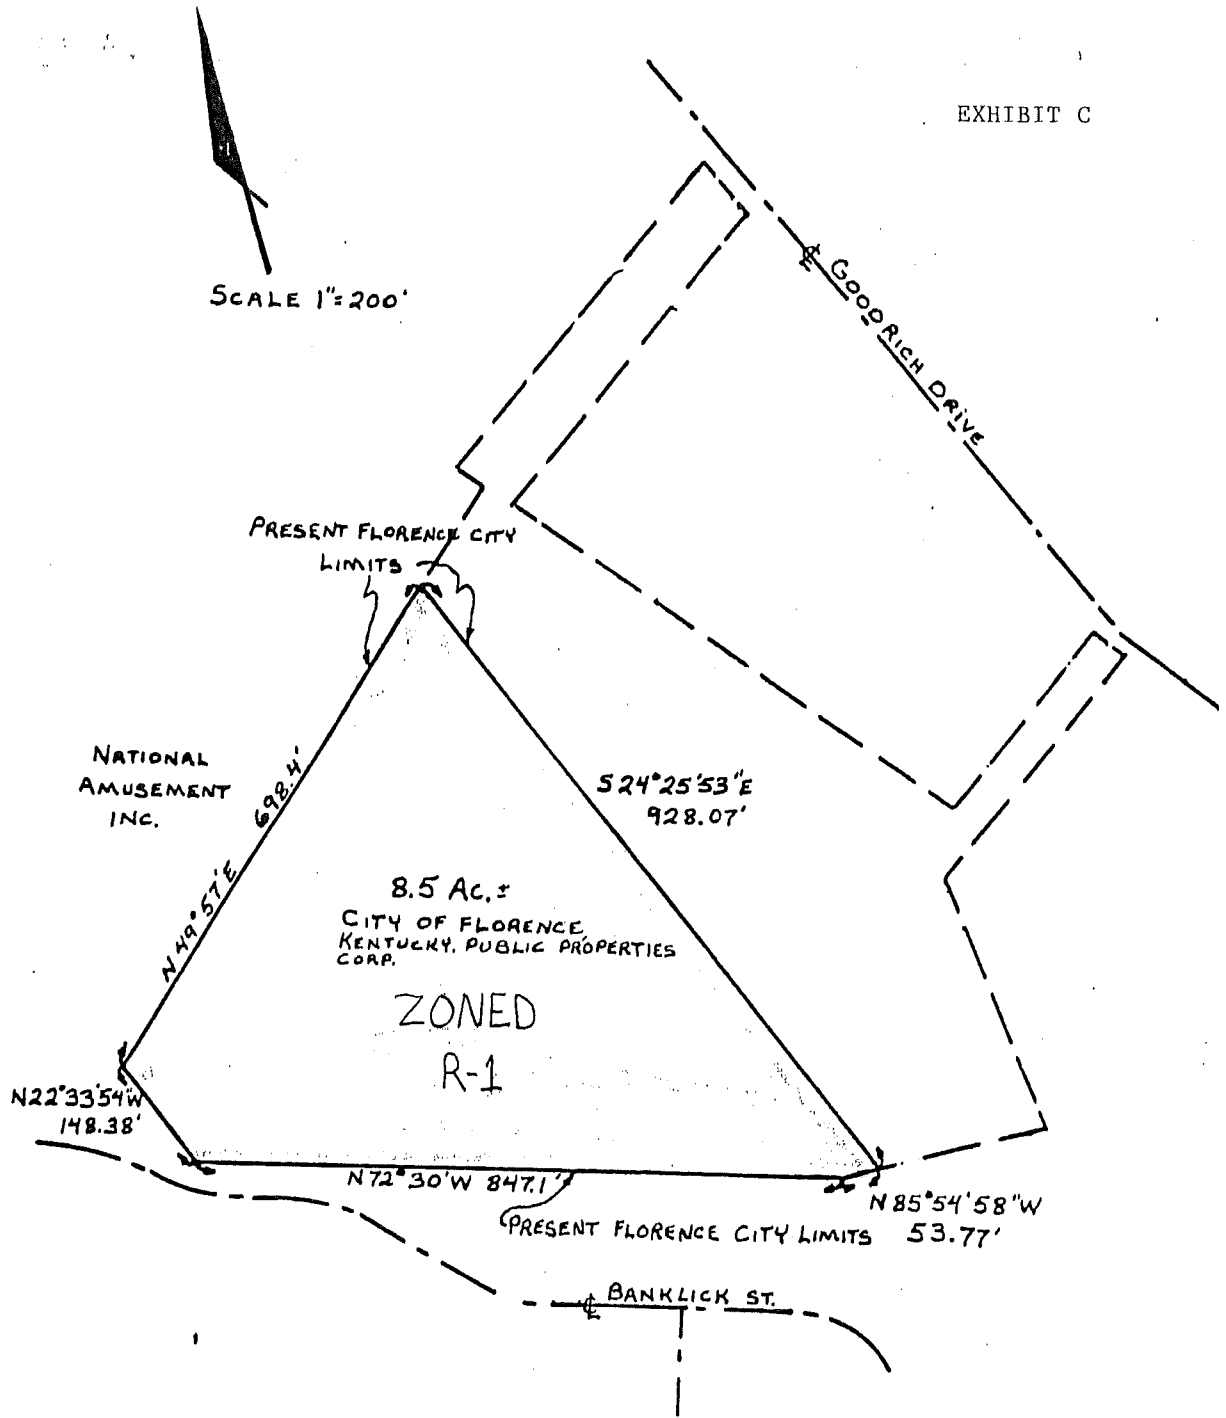 EXHIBIT C
SCALE 1"=200'
℄ GOODRICH DRIVE
PRESENT FLORENCE CITY
LIMITS
NATIONAL
AMUSEMENT
INC.
698.4'
N 49°57'E
S 24°25'53"E
928.07'
8.5 AC.±
CITY OF FLORENCE
KENTUCKY, PUBLIC PROPERTIES
CORP.
ZONED
R-1
N22°33'54"W
148.38'
N72°30'W 847.1'
N 85°54'58"W
53.77'
PRESENT FLORENCE CITY LIMITS
℄ BANKLICK ST.